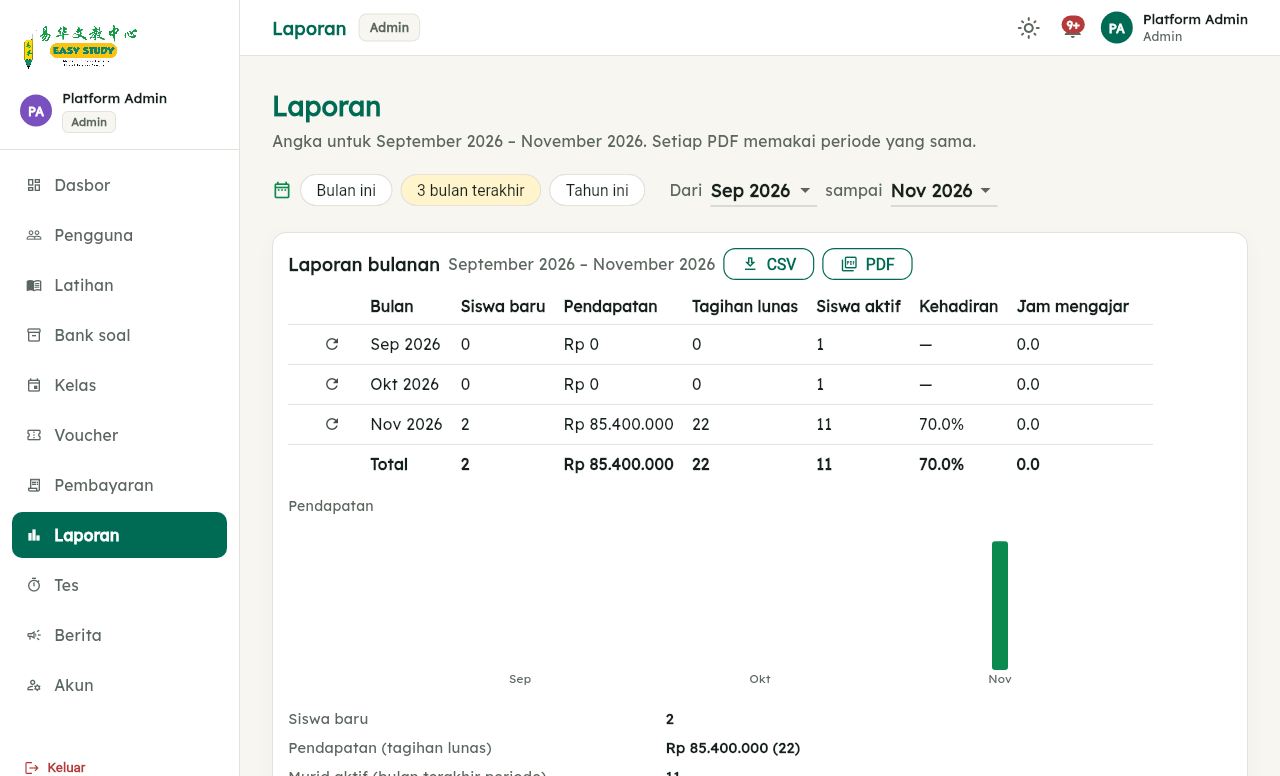 易华文教中心
EASY STUDY
PA
Platform Admin
Admin
Dasbor
Pengguna
Latihan
Bank soal
Kelas
Voucher
Pembayaran
Laporan
Tes
Berita
Akun
Keluar
Laporan Admin
9+
PA
Platform Admin
Admin
Laporan
Angka untuk September 2026 – November 2026. Setiap PDF memakai periode yang sama.
Bulan ini 3 bulan terakhir Tahun ini Dari Sep 2026 sampai Nov 2026
Laporan bulanan September 2026 – November 2026 CSV PDF
Bulan Siswa baru Pendapatan Tagihan lunas Siswa aktif Kehadiran Jam mengajar
Sep 2026 0 Rp 0 0 1 — 0.0
Okt 2026 0 Rp 0 0 1 — 0.0
Nov 2026 2 Rp 85.400.000 22 11 70.0% 0.0
Total 2 Rp 85.400.000 22 11 70.0% 0.0
Pendapatan
Sep Okt Nov
Siswa baru 2
Pendapatan (tagihan lunas) Rp 85.400.000 (22)
Murid aktif (bulan terakhir periode) 11